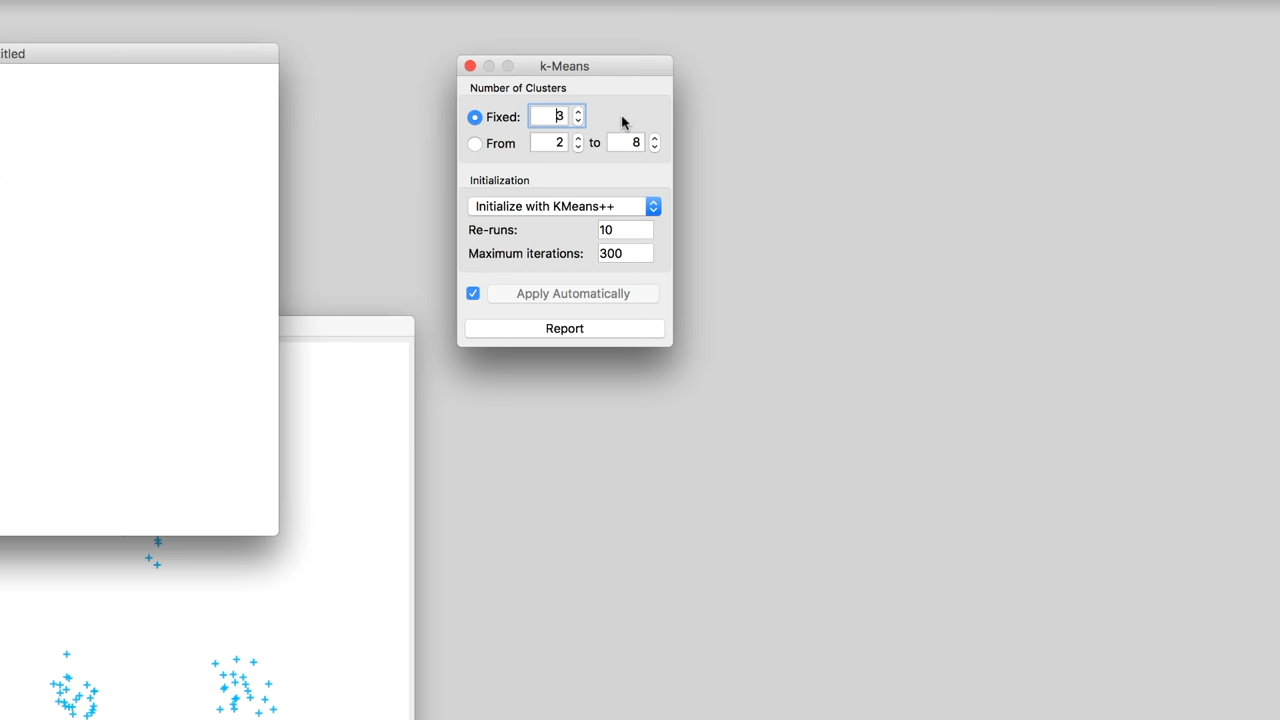 itled
k-Means
Number of Clusters
Fixed: 3
From 2 to 8
Initialization
Initialize with KMeans++
Re-runs: 10
Maximum iterations: 300
Apply Automatically
Report